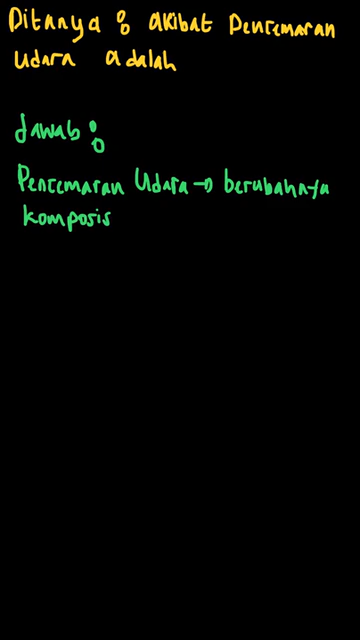 Ditanya : akibat Pencemaran
Udara adalah
Jawab :
Pencemaran Udara → berubahnya
komposis